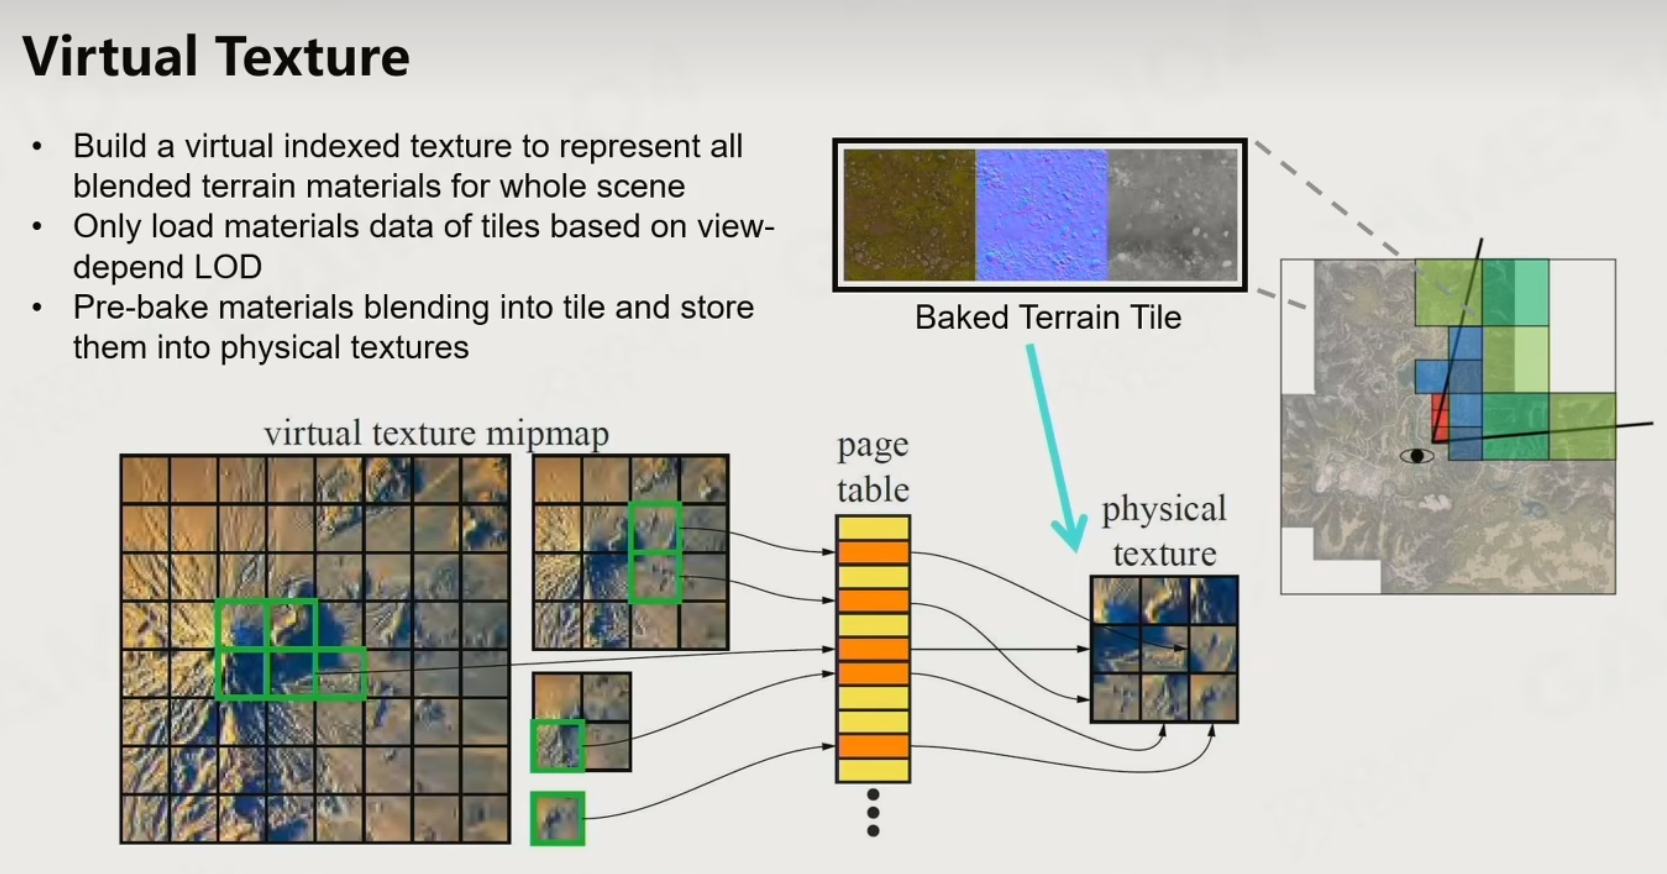 Virtual Texture
• Build a virtual indexed texture to represent all
blended terrain materials for whole scene
• Only load materials data of tiles based on view-
depend LOD
• Pre-bake materials blending into tile and store
them into physical textures
Baked Terrain Tile
virtual texture mipmap
page
table
physical
texture